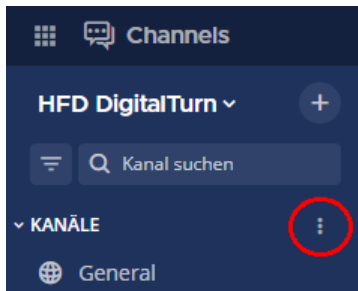 Channels
HFD DigitalTurn
Kanal suchen
KANÄLE
General